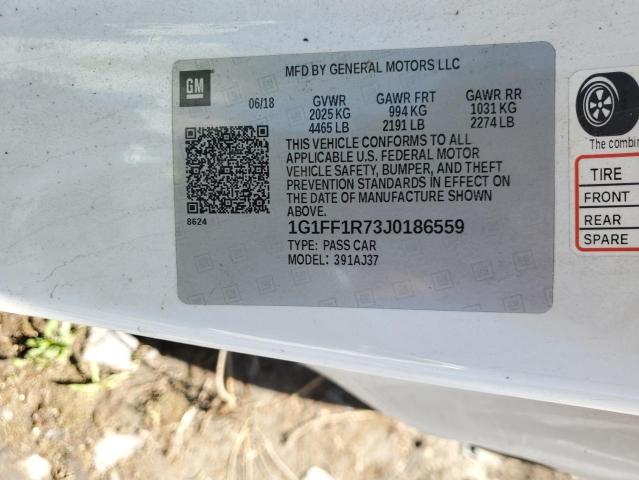 GM
MFD BY GENERAL MOTORS LLC
06/18 GVWR GAWR FRT GAWR RR
2025 KG 994 KG 1031 KG
4465 LB 2191 LB 2274 LB
THIS VEHICLE CONFORMS TO ALL
APPLICABLE U.S. FEDERAL MOTOR
VEHICLE SAFETY, BUMPER, AND THEFT
PREVENTION STANDARDS IN EFFECT ON
THE DATE OF MANUFACTURE SHOWN
ABOVE.
8624
1G1FF1R73J0186559
TYPE: PASS CAR
MODEL: 391AJ37
The combin
TIRE
FRONT
REAR
SPARE